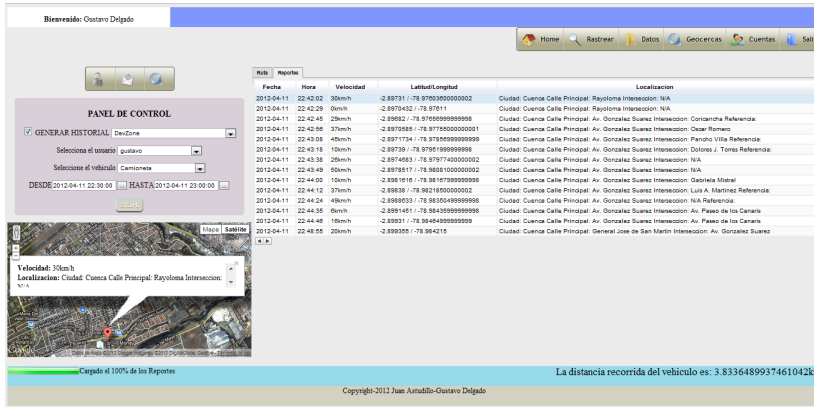 Bienvenido: Gustavo Delgado
Home Rastrear Datos Geocercas Cuentas Sali
PANEL DE CONTROL
GENERAR HISTORIAL DevZone
Selecciona el usuario gustavo
Seleccione el vehiculo Camioneta
DESDE 2012-04-11 22:30:00 ... HASTA 2012-04-11 23:00:00 ...
Ruta Reportes
Fecha Hora Velocidad Latitud/Longitud Localizacion
2012-04-11 22:42:02 30km/h -2.89731 / -78.97603600000002 Ciudad: Cuenca Calle Principal: Rayoloma Interseccion: N/A
2012-04-11 22:42:29 0km/h -2.8970432 / -78.97611 Ciudad: Cuenca Calle Principal: Rayoloma Interseccion: N/A
2012-04-11 22:42:45 29km/h -2.89682 / -78.97656999999998 Ciudad: Cuenca Calle Principal: Av. Gonzalez Suarez Interseccion: Coricancha Referencia:
2012-04-11 22:42:56 37km/h -2.8970585 / -78.9775500000001 Ciudad: Cuenca Calle Principal: Av. Gonzalez Suarez Interseccion: Oscar Romero
2012-04-11 22:43:08 45km/h -2.8971734 / -78.97856999999999 Ciudad: Cuenca Calle Principal: Av. Gonzalez Suarez Interseccion: Pancho Villa Referencia:
2012-04-11 22:43:18 10km/h -2.89739 / -78.97951999999998 Ciudad: Cuenca Calle Principal: Av. Gonzalez Suarez Interseccion: Dolores J. Torres Referencia:
2012-04-11 22:43:38 26km/h -2.8974683 / -78.97977400000002 Ciudad: Cuenca Calle Principal: Av. Gonzalez Suarez Interseccion: N/A
2012-04-11 22:43:49 50km/h -2.8978517 / -78.98081000000002 Ciudad: Cuenca Calle Principal: Av. Gonzalez Suarez Interseccion: N/A
2012-04-11 22:44:00 10km/h -2.8981616 / -78.98167999999998 Ciudad: Cuenca Calle Principal: Av. Gonzalez Suarez Interseccion: Gabriela Mistral
2012-04-11 22:44:12 37km/h -2.89838 / -78.98218500000002 Ciudad: Cuenca Calle Principal: Av. Gonzalez Suarez Interseccion: Luis A. Martinez Referencia:
2012-04-11 22:44:24 49km/h -2.8988633 / -78.98350499999998 Ciudad: Cuenca Calle Principal: Av. Gonzalez Suarez Interseccion: N/A Referencia:
2012-04-11 22:44:35 6km/h -2.8991451 / -78.98435999999998 Ciudad: Cuenca Calle Principal: Av. Gonzalez Suarez Interseccion: Av. Paseo de los Canaris
2012-04-11 22:44:46 16km/h -2.89931 / -78.98464999999999 Ciudad: Cuenca Calle Principal: Av. Gonzalez Suarez Interseccion: Av. Paseo de los Canaris
2012-04-11 22:48:55 20km/h -2.899355 / -78.984215 Ciudad: Cuenca Calle Principal: General Jose de San Martin Interseccion: Av. Gonzalez Suarez
Mapa Satélite
Velocidad: 30km/h
Localizacion: Ciudad: Cuenca Calle Principal: Rayoloma Interseccion:
N/A
Google
Cargado el 100% de los Reportes
La distancia recorrida del vehiculo es: 3.8336489937461042k
Copyright-2012 Juan Astudillo-Gustavo Delgado